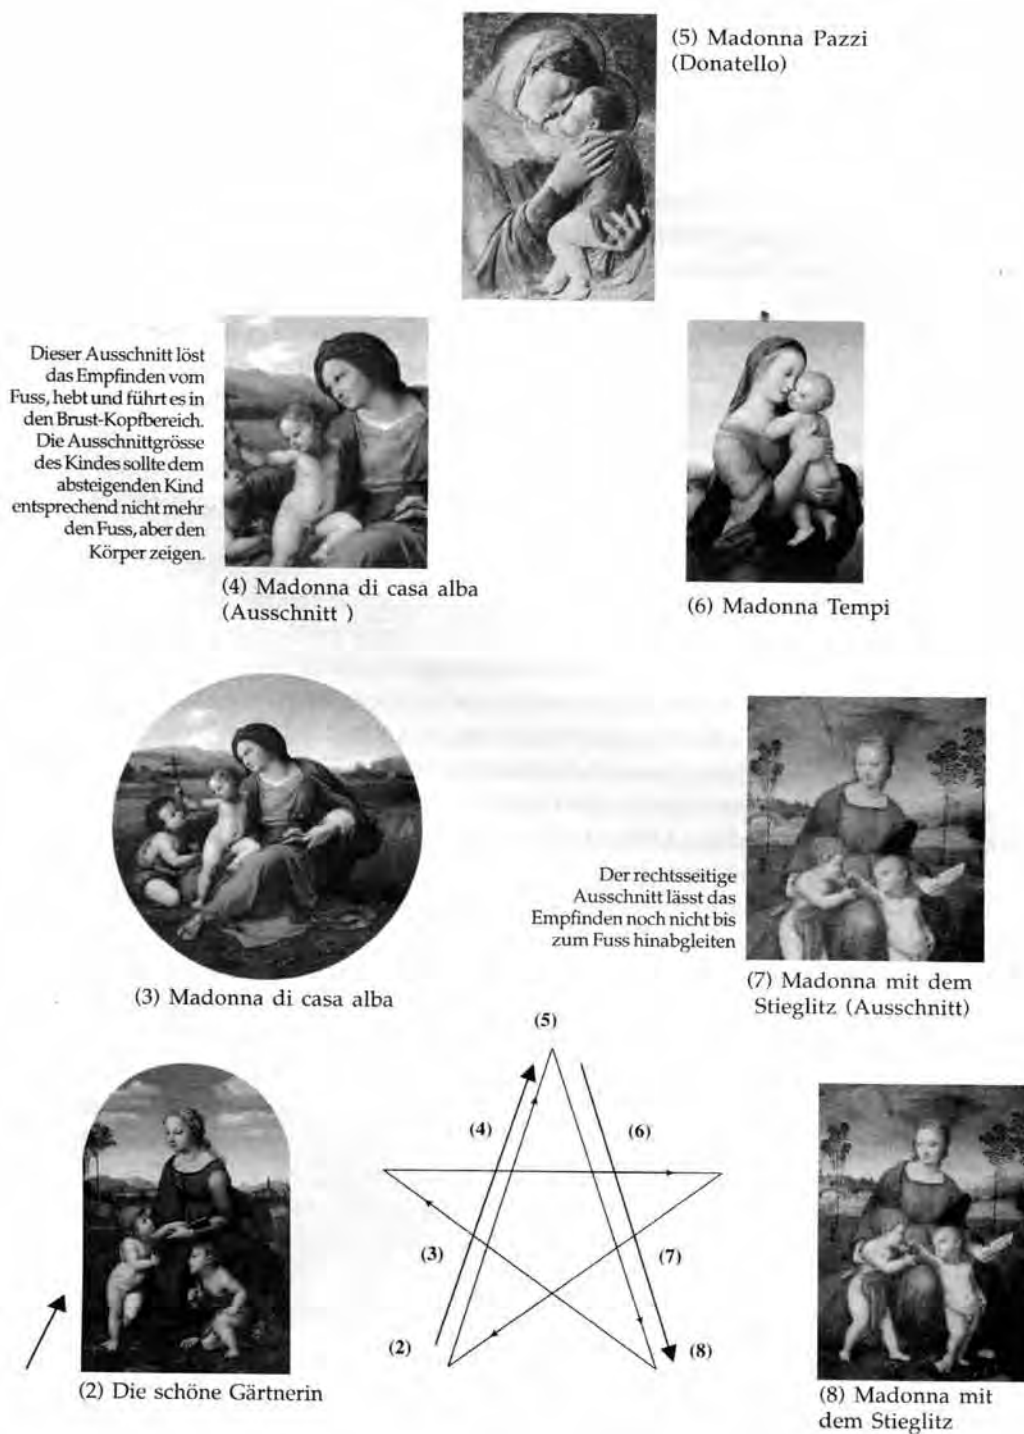 (5) Madonna Pazzi
(Donatello)
Dieser Ausschnitt löst
das Empfinden vom
Fuss, hebt und führt es in
den Brust-Kopfbereich.
Die Ausschnittgrösse
des Kindes sollte dem
absteigenden Kind
entsprechend nicht mehr
den Fuss, aber den
Körper zeigen.
(4) Madonna di casa alba
(Ausschnitt )
(6) Madonna Tempi
(3) Madonna di casa alba
Der rechtsseitige
Ausschnitt lässt das
Empfinden noch nicht bis
zum Fuss hinabgleiten
(7) Madonna mit dem
Stieglitz (Ausschnitt)
(5)
(4)
(6)
(3)
(7)
(2)
(8)
(2) Die schöne Gärtnerin
(8) Madonna mit
dem Stieglitz